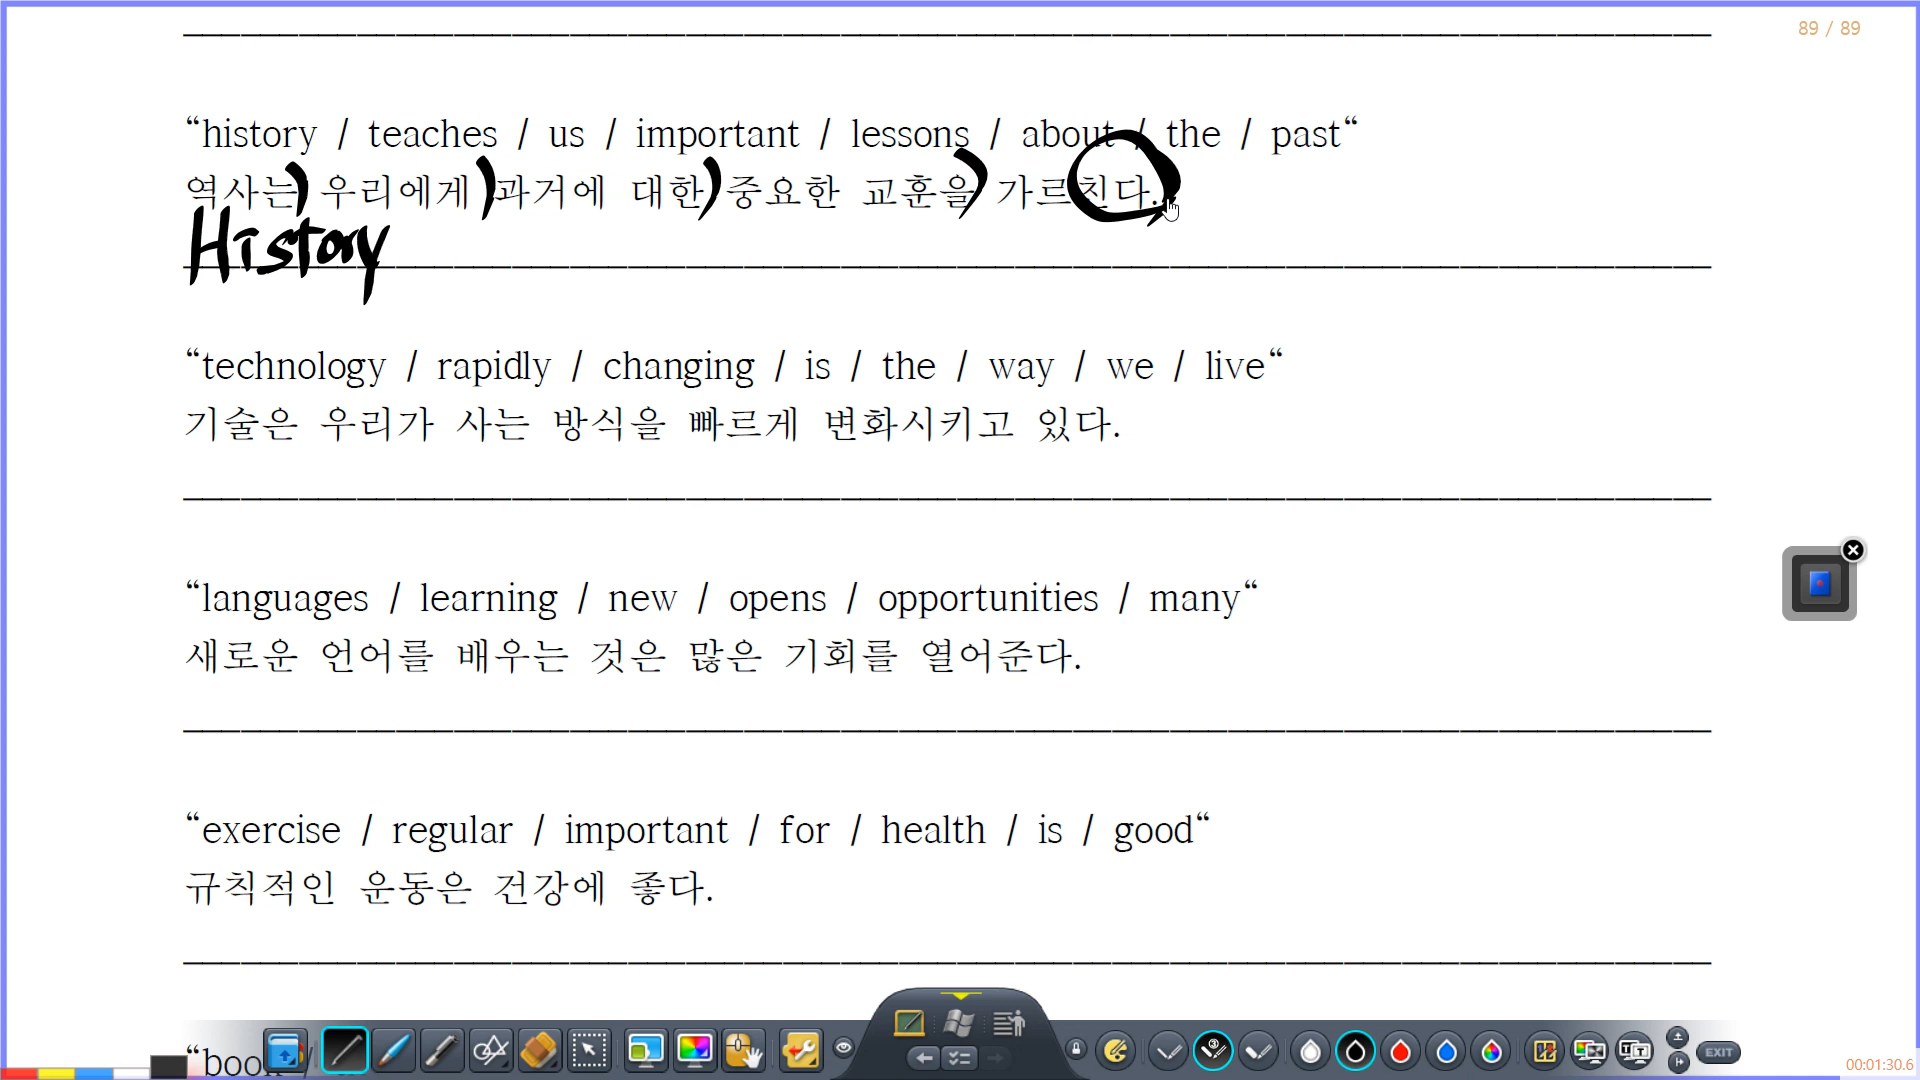 89 / 89
“history / teaches / us / important / lessons / about / the / past“
역사는 우리에게 과거에 대한 중요한 교훈을 가르친다.
History
“technology / rapidly / changing / is / the / way / we / live“
기술은 우리가 사는 방식을 빠르게 변화시키고 있다.
“languages / learning / new / opens / opportunities / many“
새로운 언어를 배우는 것은 많은 기회를 열어준다.
“exercise / regular / important / for / health / is / good“
규칙적인 운동은 건강에 좋다.
EXIT
00:01:30.6